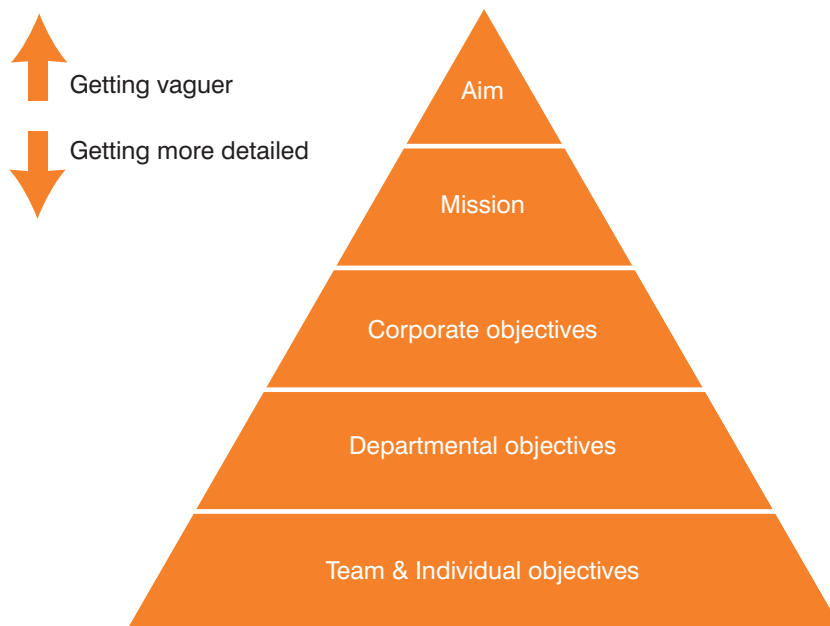 Getting vaguer
Getting more detailed
Aim
Mission
Corporate objectives
Departmental objectives
Team & Individual objectives